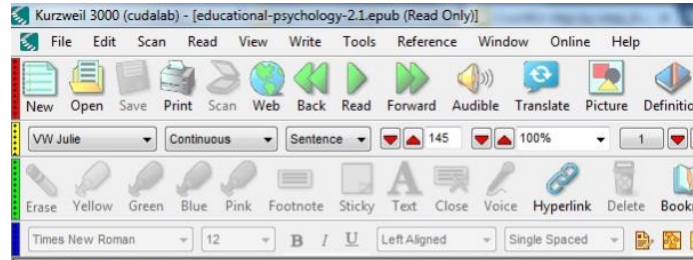 Kurzweil 3000 (cudalab) - [educational-psychology-2.1.epub (Read Only)]
File Edit Scan Read View Write Tools Reference Window Online Help
New Open Save Print Scan Web Back Read Forward Audible Translate Picture Definitio
VW Julie Continuous Sentence 145 100% 1
Erase Yellow Green Blue Pink Footnote Sticky Text Close Voice Hyperlink Delete Book
Times New Roman 12 B I U Left Aligned Single Spaced